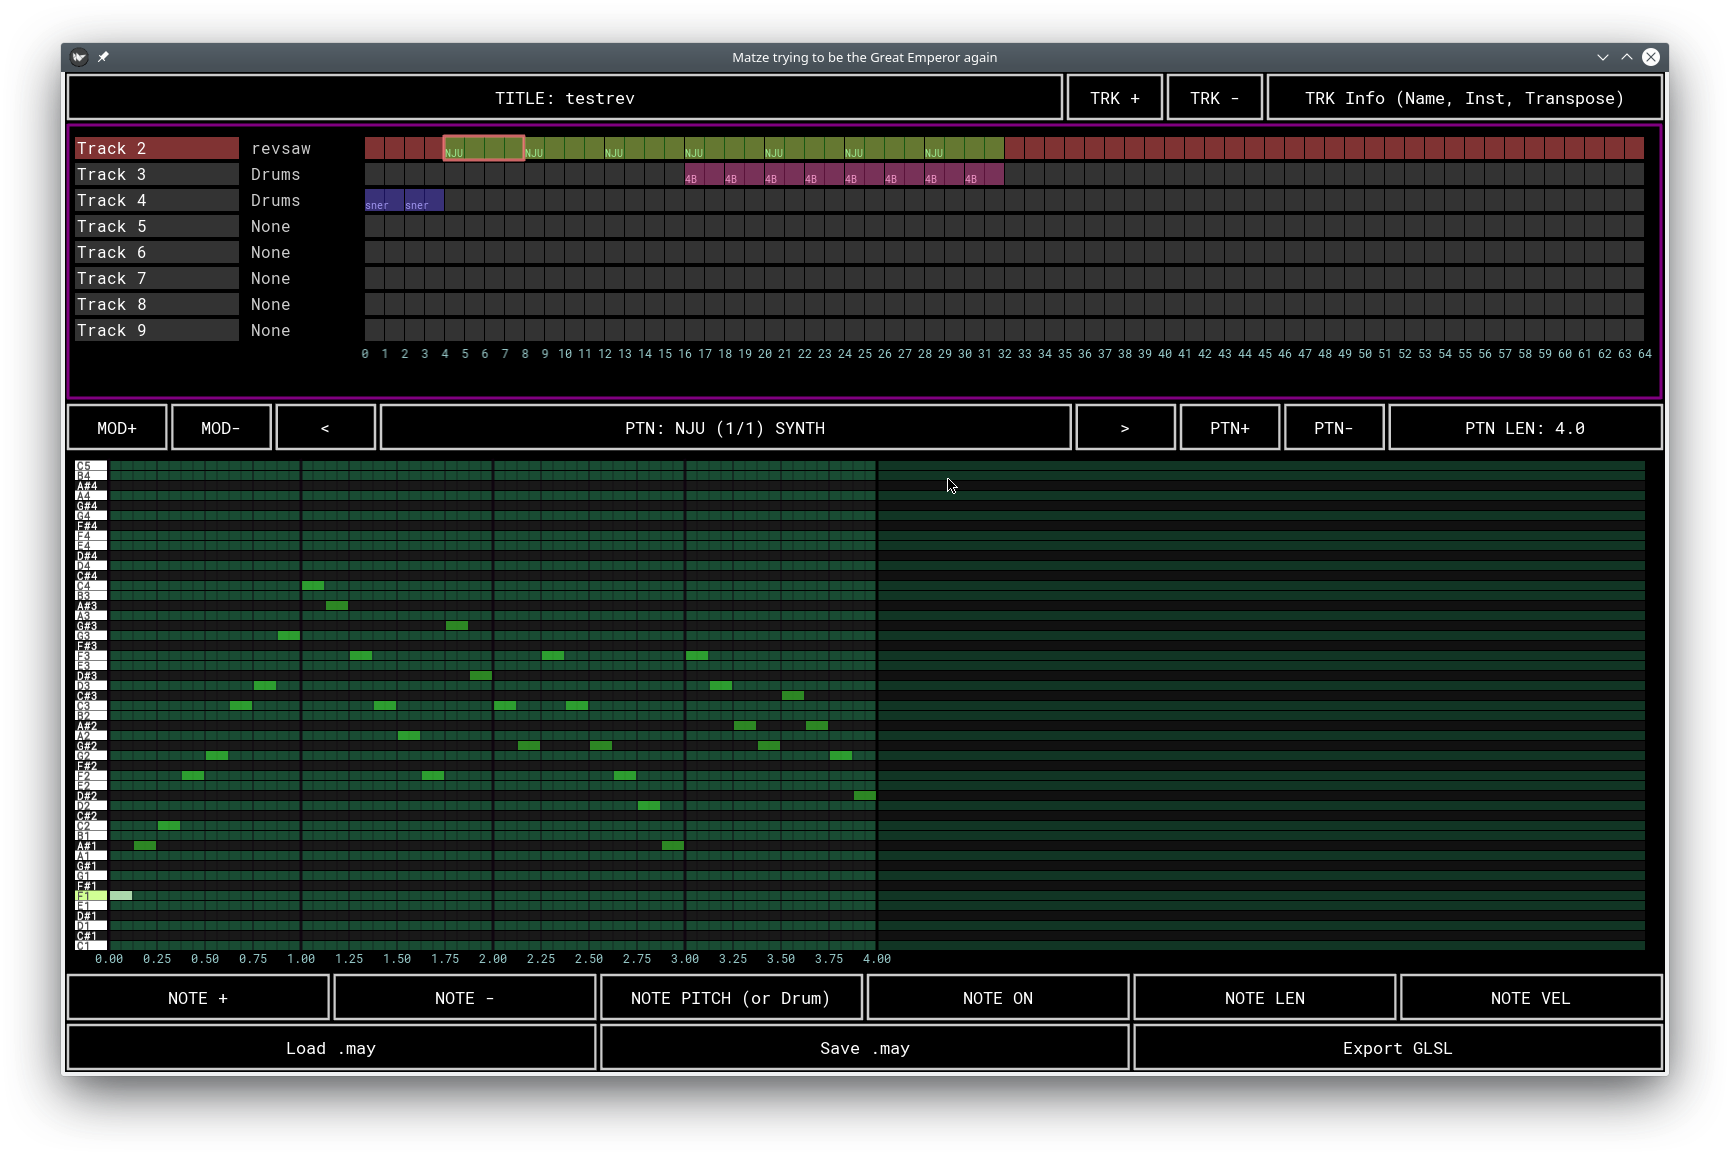 Matze trying to be the Great Emperor again
TITLE: testrev TRK + TRK - TRK Info (Name, Inst, Transpose)
Track 2 revsaw NJU NJU NJU NJU NJU NJU NJU
Track 3 Drums 4B 4B 4B 4B 4B 4B 4B 4B
Track 4 Drums sner sner
Track 5 None
Track 6 None
Track 7 None
Track 8 None
Track 9 None
0 1 2 3 4 5 6 7 8 9 10 11 12 13 14 15 16 17 18 19 20 21 22 23 24 25 26 27 28 29 30 31 32 33 34 35 36 37 38 39 40 41 42 43 44 45 46 47 48 49 50 51 52 53 54 55 56 57 58 59 60 61 62 63 64
MOD+ MOD- < PTN: NJU (1/1) SYNTH > PTN+ PTN- PTN LEN: 4.0
C5
B4
A#4
A4
G#4
G4
F#4
F4
E4
D#4
D4
C#4
C4
B3
A#3
A3
G#3
G3
F#3
F3
E3
D#3
D3
C#3
C3
B2
A#2
A2
G#2
G2
F#2
F2
E2
D#2
D2
C#2
C2
B1
A#1
A1
G#1
G1
F#1
F1
E1
D#1
D1
C#1
C1
0.00 0.25 0.50 0.75 1.00 1.25 1.50 1.75 2.00 2.25 2.50 2.75 3.00 3.25 3.50 3.75 4.00
NOTE + NOTE - NOTE PITCH (or Drum) NOTE ON NOTE LEN NOTE VEL
Load .may Save .may Export GLSL